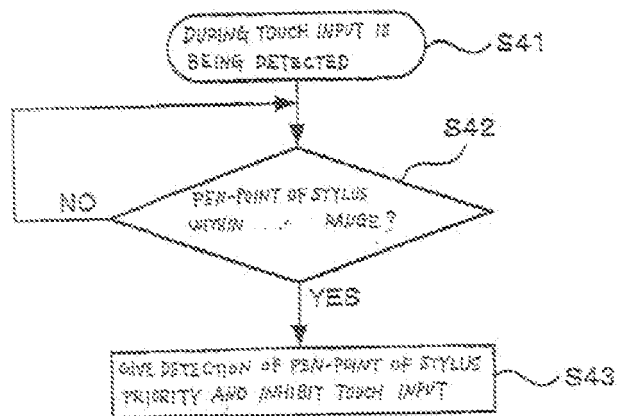 DURING TOUCH INPUT IS
BEING DETECTED
S41
S42
PEN-POINT OF STYLUS
WITHIN RANGE?
NO
YES
GIVE DETECTION OF PEN-POINT OF STYLUS
PRIORITY AND INHIBIT TOUCH INPUT
S43